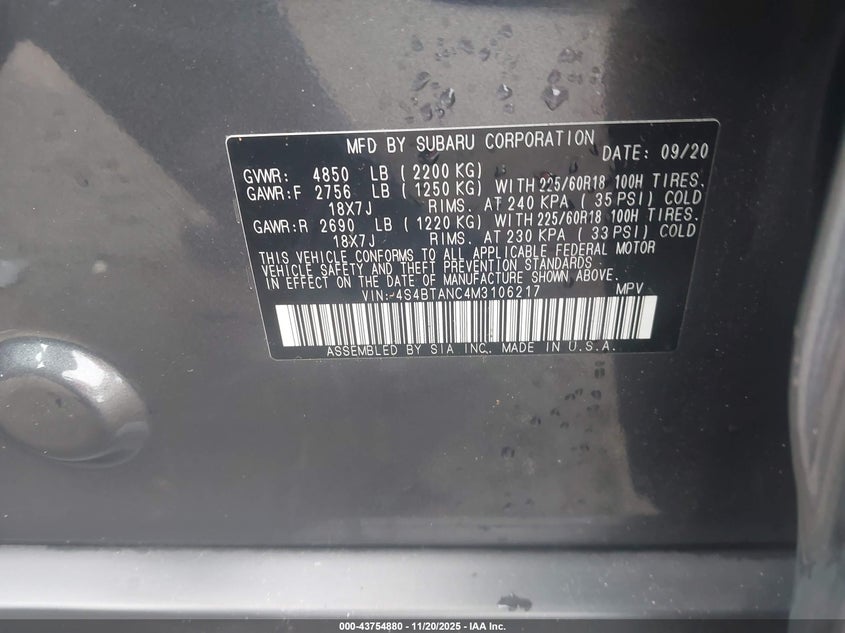 MFD BY SUBARU CORPORATION
DATE: 09/20
GVWR: 4850 LB (2200 KG)
GAWR:F 2756 LB (1250 KG) WITH 225/60R18 100H TIRES.
18X7J RIMS. AT 240 KPA (35 PSI) COLD
GAWR:R 2690 LB (1220 KG) WITH 225/60R18 100H TIRES.
18X7J RIMS. AT 230 KPA (33 PSI) COLD
THIS VEHICLE CONFORMS TO ALL APPLICABLE FEDERAL MOTOR
VEHICLE SAFETY AND THEFT PREVENTION STANDARDS
IN EFFECT ON THE DATE OF MANUFACTURE SHOWN ABOVE.
VIN:-4S4BTANC4M3106217 MPV
ASSEMBLED BY SIA INC. MADE IN U.S.A.
000-43754880 - 11/20/2025 - IAA Inc.